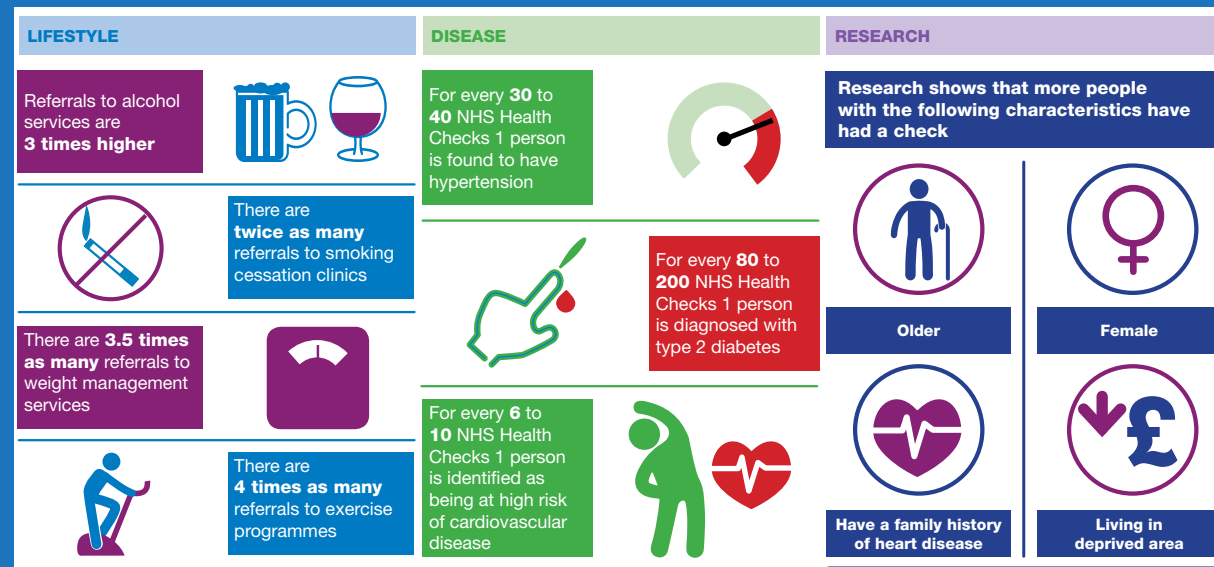 LIFESTYLE
Referrals to alcohol
services are
3 times higher
There are
twice as many
referrals to smoking
cessation clinics
There are 3.5 times
as many referrals to
weight management
services
There are
4 times as many
referrals to exercise
programmes
DISEASE
For every 30 to
40 NHS Health
Checks 1 person
is found to have
hypertension
For every 80 to
200 NHS Health
Checks 1 person
is diagnosed with
type 2 diabetes
For every 6 to
10 NHS Health
Checks 1 person
is identified as
being at high risk
of cardiovascular
disease
RESEARCH
Research shows that more people
with the following characteristics have
had a check
Older
Female
£
Have a family history
of heart disease
Living in
deprived area